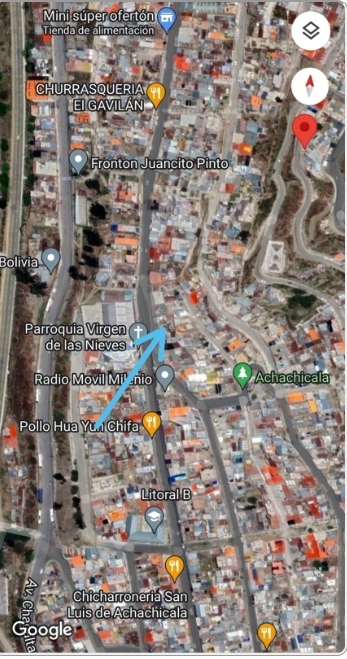 Mini súper ofertón
Tienda de alimentación
CHURRASQUERIA
El GAVILÁN
Fronton Juancito Pinto
Bolivia
Parroquia Virgen
de las Nieves
Radio Movil Milenio
Achachicala
Pollo Hua Yun Chifa
Litoral B
Chicharroneria San
Luis de Achachicala
Google